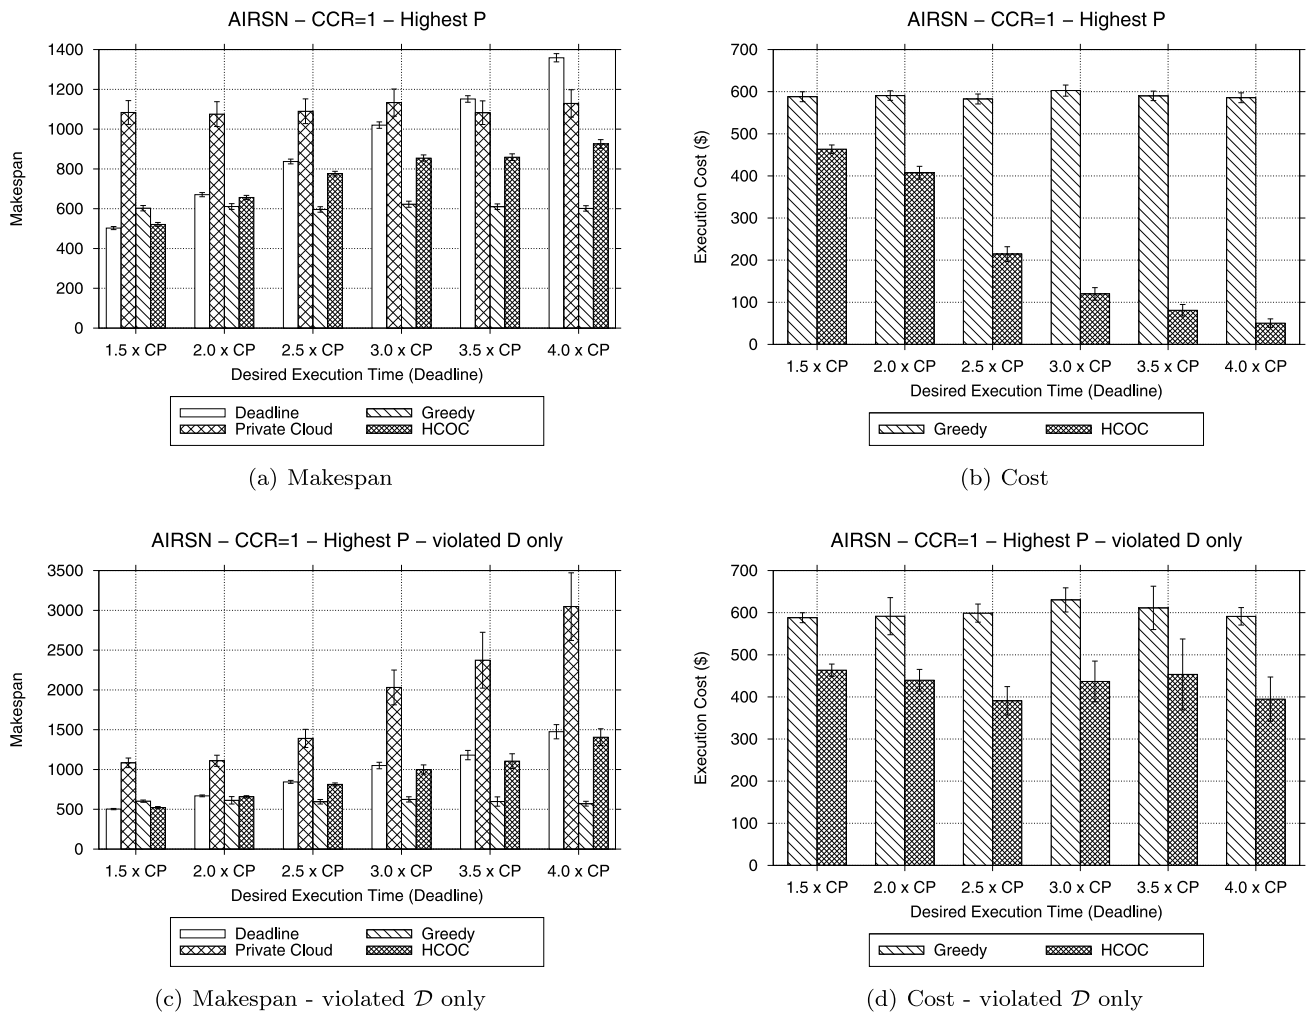 AIRSN − CCR=1 − Highest P
Makespan
1400
1200
1000
800
600
400
200
0
1.5 x CP 2.0 x CP 2.5 x CP 3.0 x CP 3.5 x CP 4.0 x CP
Desired Execution Time (Deadline)
Deadline Greedy
Private Cloud HCOC
(a) Makespan
AIRSN − CCR=1 − Highest P
Execution Cost ($)
700
600
500
400
300
200
100
0
1.5 x CP 2.0 x CP 2.5 x CP 3.0 x CP 3.5 x CP 4.0 x CP
Desired Execution Time (Deadline)
Greedy HCOC
(b) Cost
AIRSN − CCR=1 − Highest P − violated D only
Makespan
3500
3000
2500
2000
1500
1000
500
0
1.5 x CP 2.0 x CP 2.5 x CP 3.0 x CP 3.5 x CP 4.0 x CP
Desired Execution Time (Deadline)
Deadline Greedy
Private Cloud HCOC
(c) Makespan - violated 𝒟 only
AIRSN − CCR=1 − Highest P − violated D only
Execution Cost ($)
700
600
500
400
300
200
100
0
1.5 x CP 2.0 x CP 2.5 x CP 3.0 x CP 3.5 x CP 4.0 x CP
Desired Execution Time (Deadline)
Greedy HCOC
(d) Cost - violated 𝒟 only